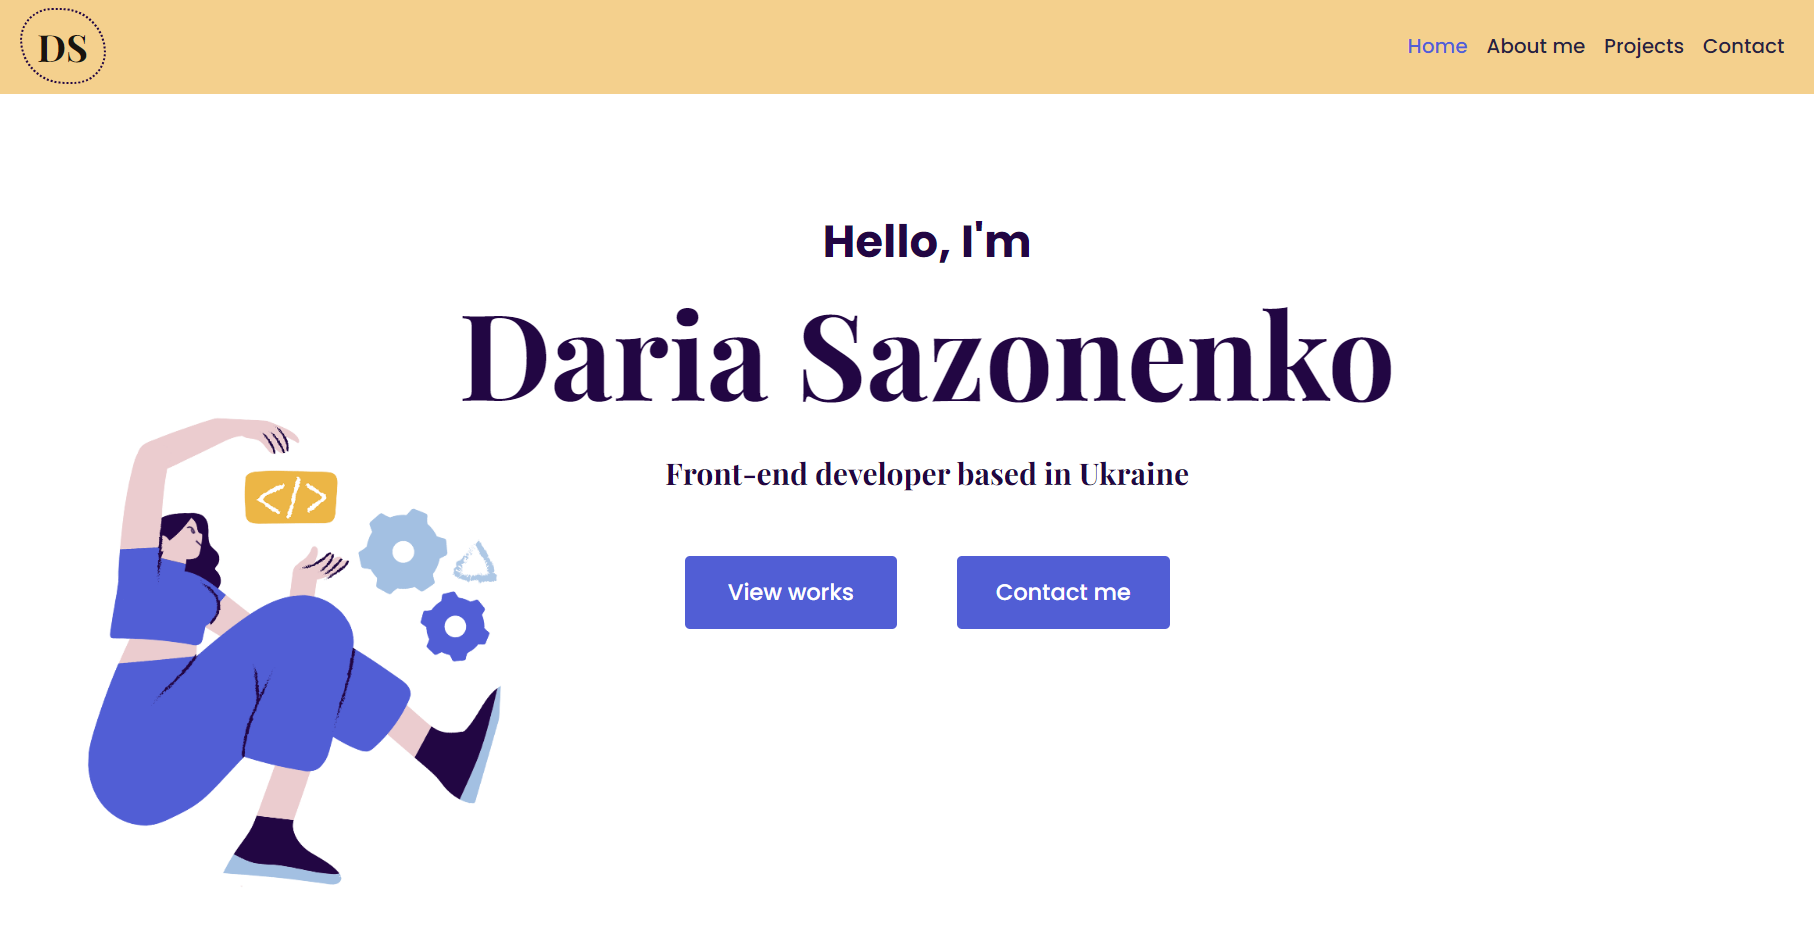 DS
Home About me Projects Contact
Hello, I'm
Daria Sazonenko
Front-end developer based in Ukraine
</>
View works
Contact me